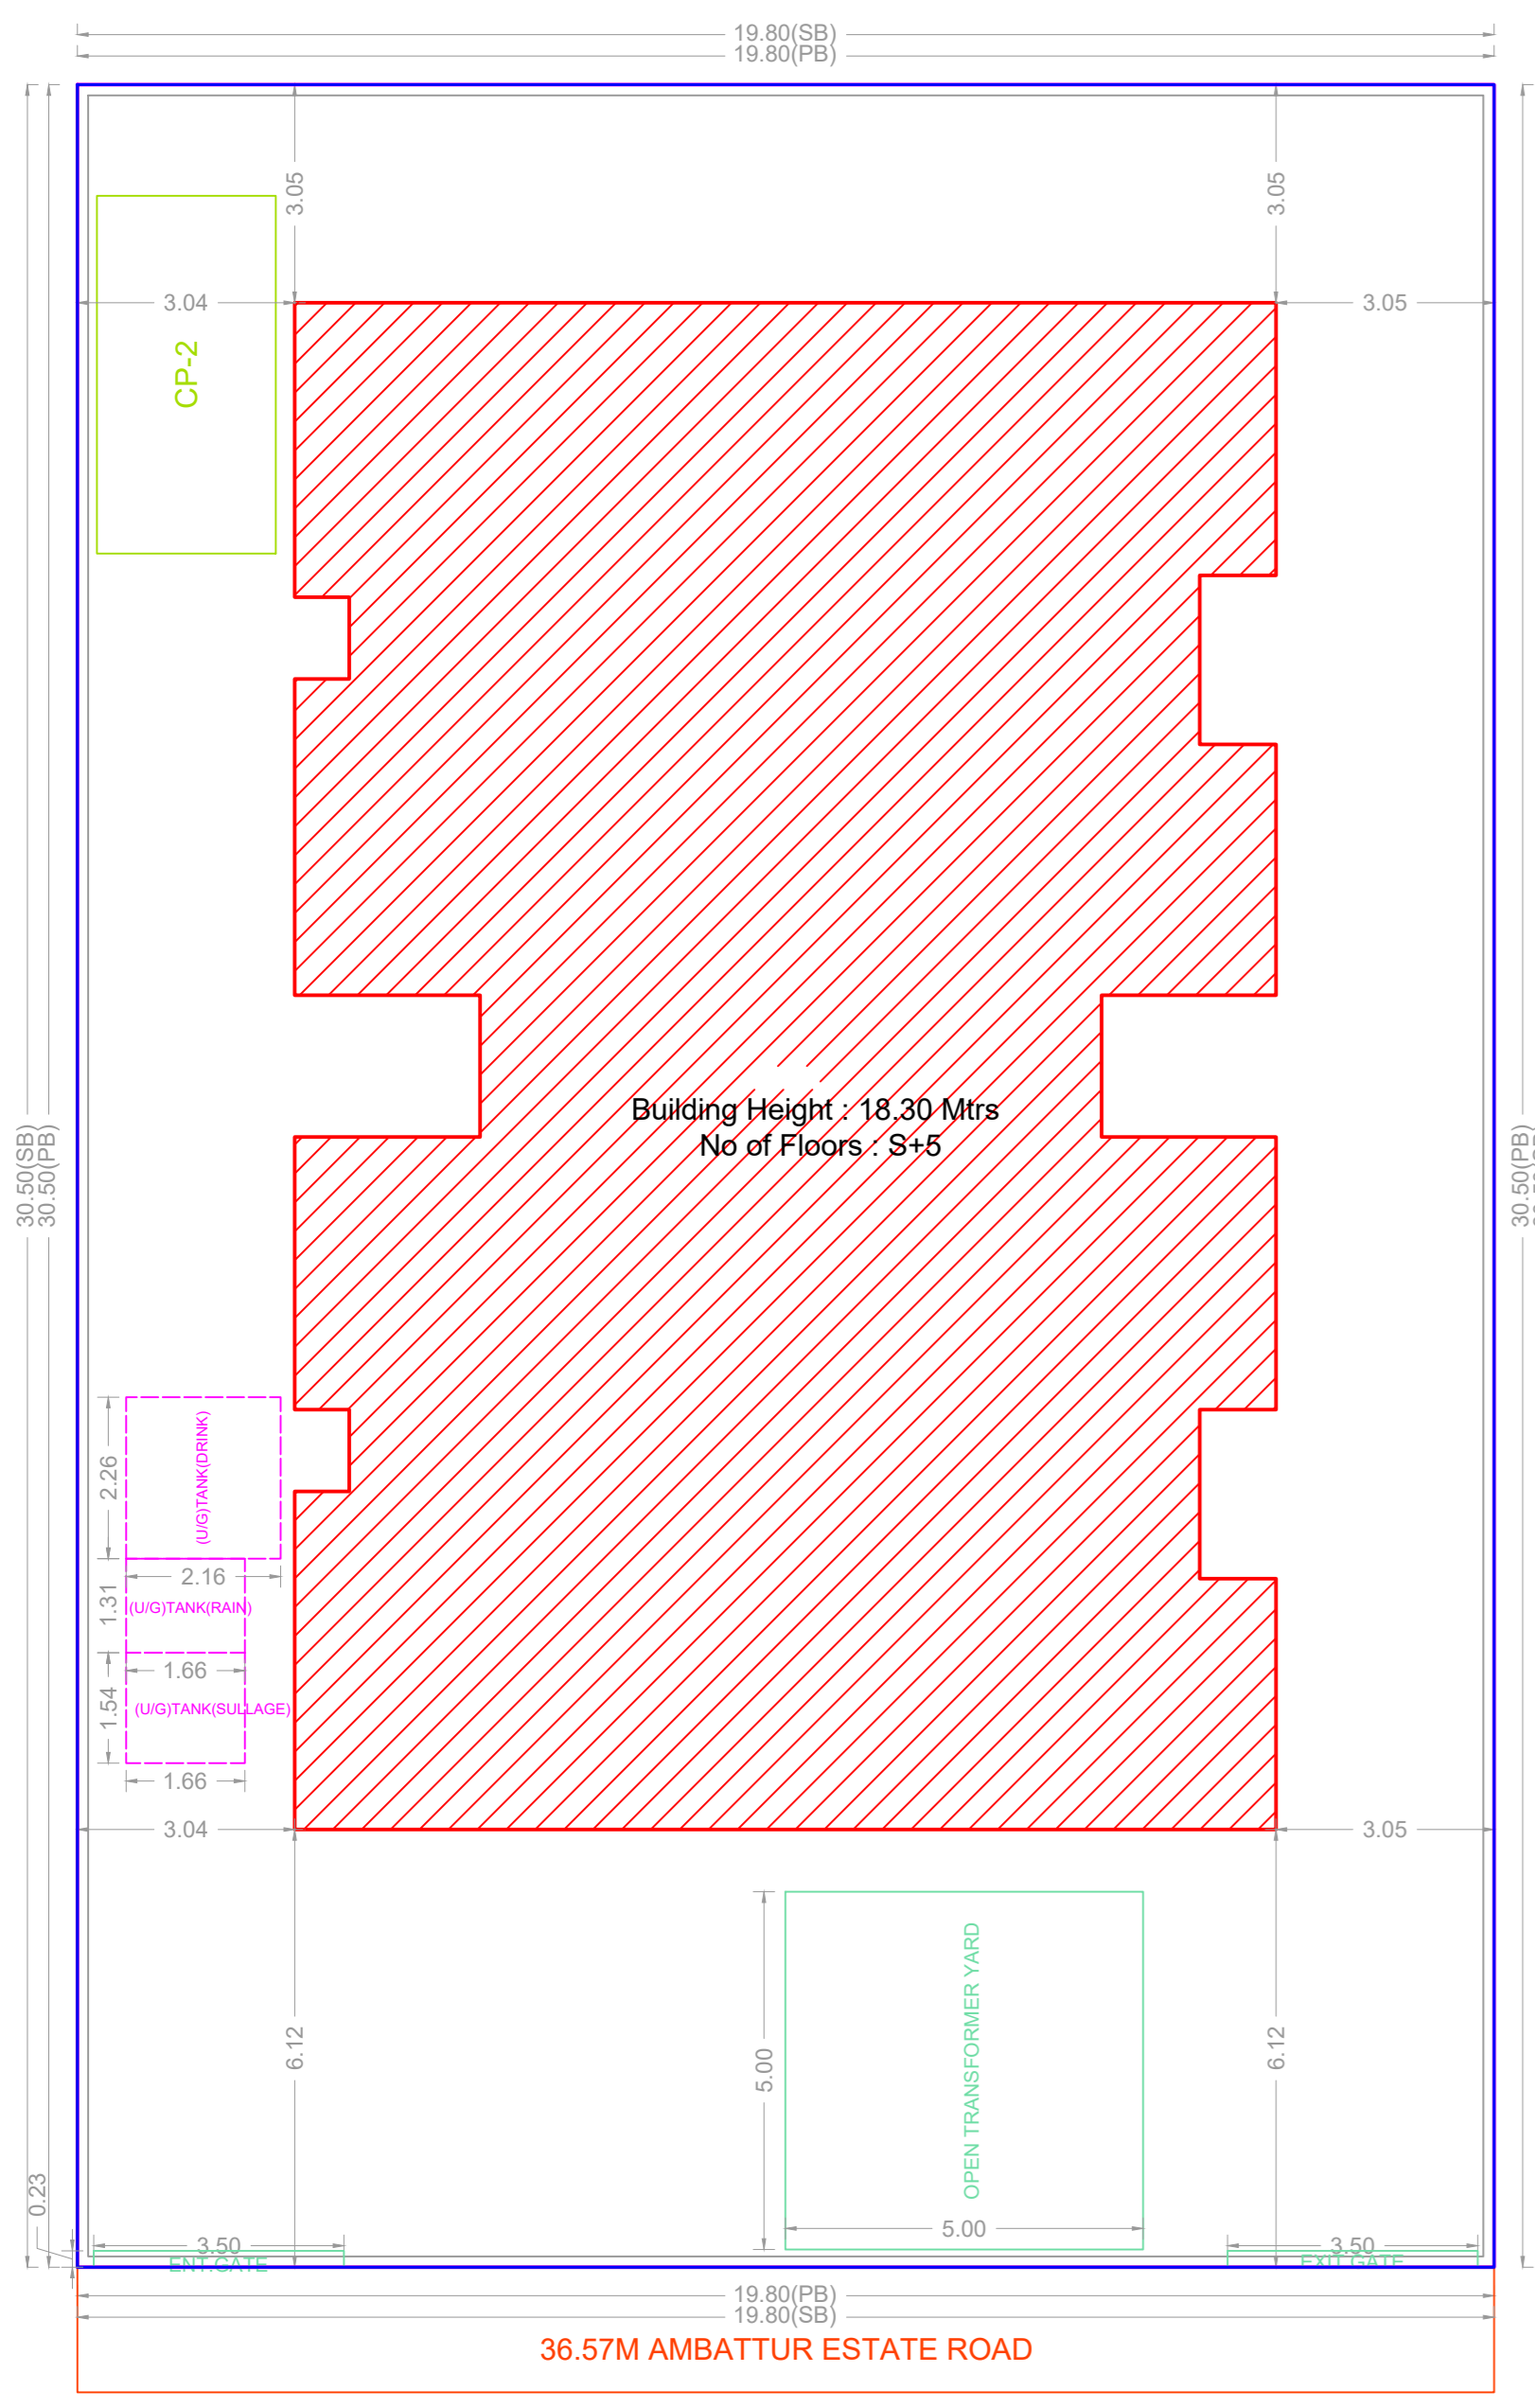 19.80(SB)
19.80(PB)
3.05
3.05
3.04
3.05
CP-2
Building Height : 18.30 Mtrs
No of Floors : S+5
30.50(SB)
30.50(PB)
30.50(PB)
2.26
(U/G)TANK(DRINK)
2.16
1.31
(U/G)TANK(RAIN)
1.66
1.54
(U/G)TANK(SULLAGE)
1.66
3.04
3.05
6.12
6.12
5.00
OPEN TRANSFORMER YARD
5.00
0.23
3.50
ENT.GATE
3.50
EXIT.GATE
19.80(PB)
19.80(SB)
36.57M AMBATTUR ESTATE ROAD